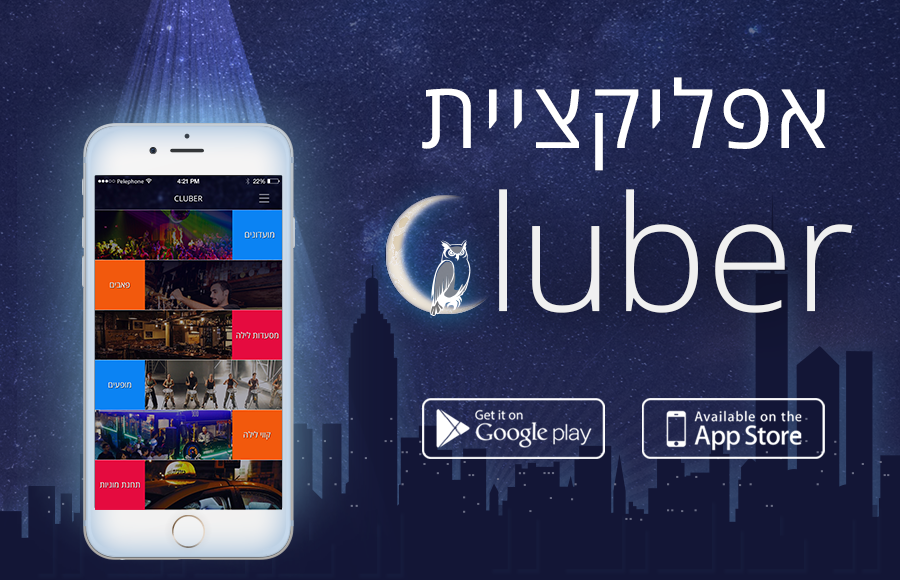 אפליקציית
Cluber
Pelephone 4:21 PM 22%
CLUBER
מועדונים
פאבים
מסעדות לילה
מופעים
קווי לילה
תחנת מוניות
Get it on
Google play
Available on the
App Store